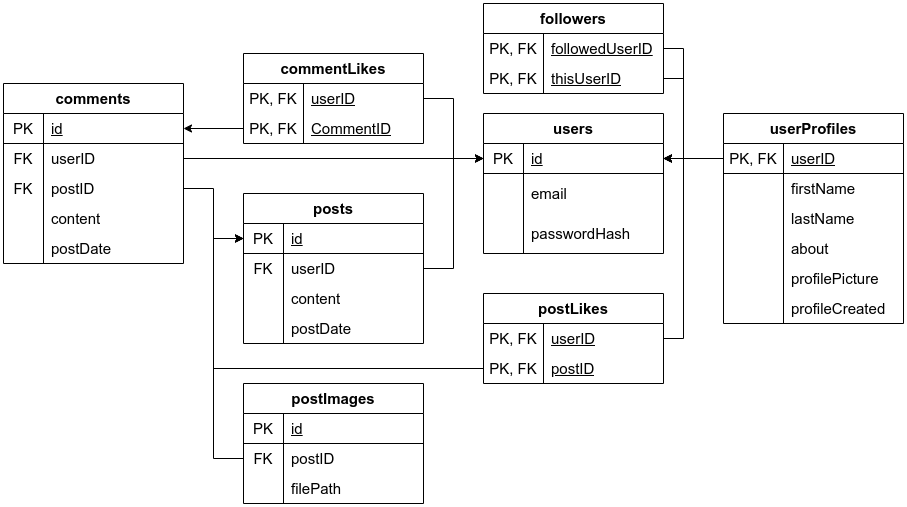 followers
PK, FK followedUserID
PK, FK thisUserID
commentLikes
PK, FK userID
PK, FK CommentID
comments
PK id
FK userID
FK postID
content
postDate
users
PK id
email
passwordHash
userProfiles
PK, FK userID
firstName
lastName
about
profilePicture
profileCreated
posts
PK id
FK userID
content
postDate
postLikes
PK, FK userID
PK, FK postID
postImages
PK id
FK postID
filePath